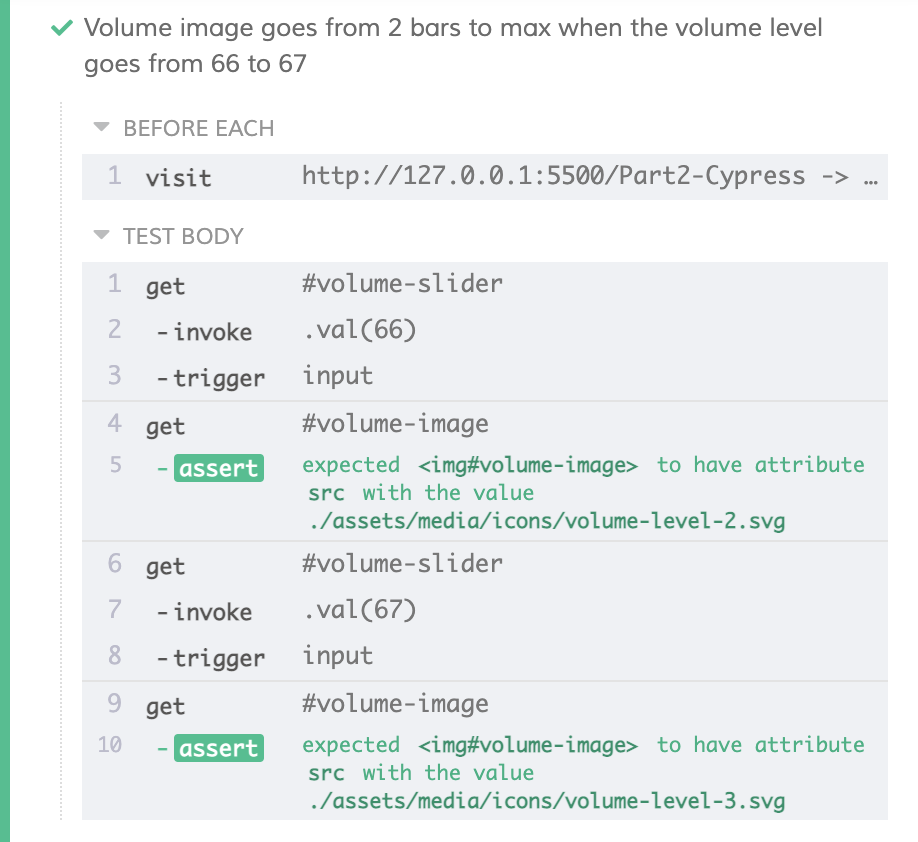 Volume image goes from 2 bars to max when the volume level
goes from 66 to 67
BEFORE EACH
1 visit http://127.0.0.1:5500/Part2-Cypress -> …
TEST BODY
1 get #volume-slider
2 -invoke .val(66)
3 -trigger input
4 get #volume-image
5 -assert expected <img#volume-image> to have attribute
src with the value
./assets/media/icons/volume-level-2.svg
6 get #volume-slider
7 -invoke .val(67)
8 -trigger input
9 get #volume-image
10 -assert expected <img#volume-image> to have attribute
src with the value
./assets/media/icons/volume-level-3.svg